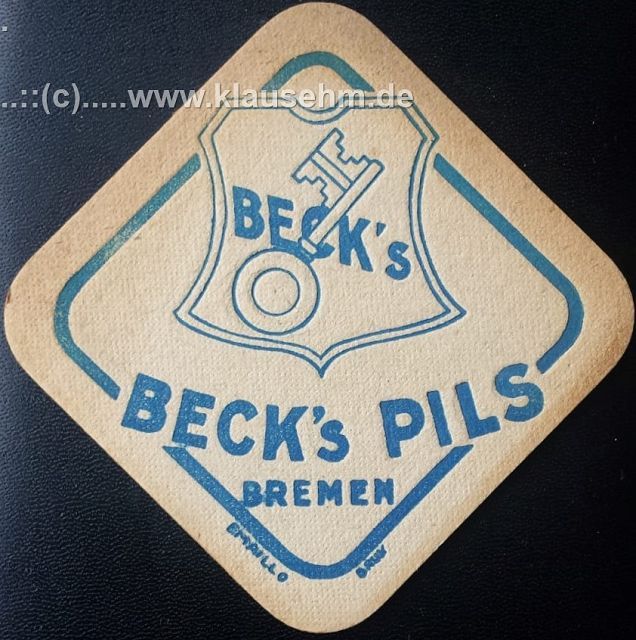 ..::(c).....www.klausehm.de
BECK's
BECK's PILS
BREMEN